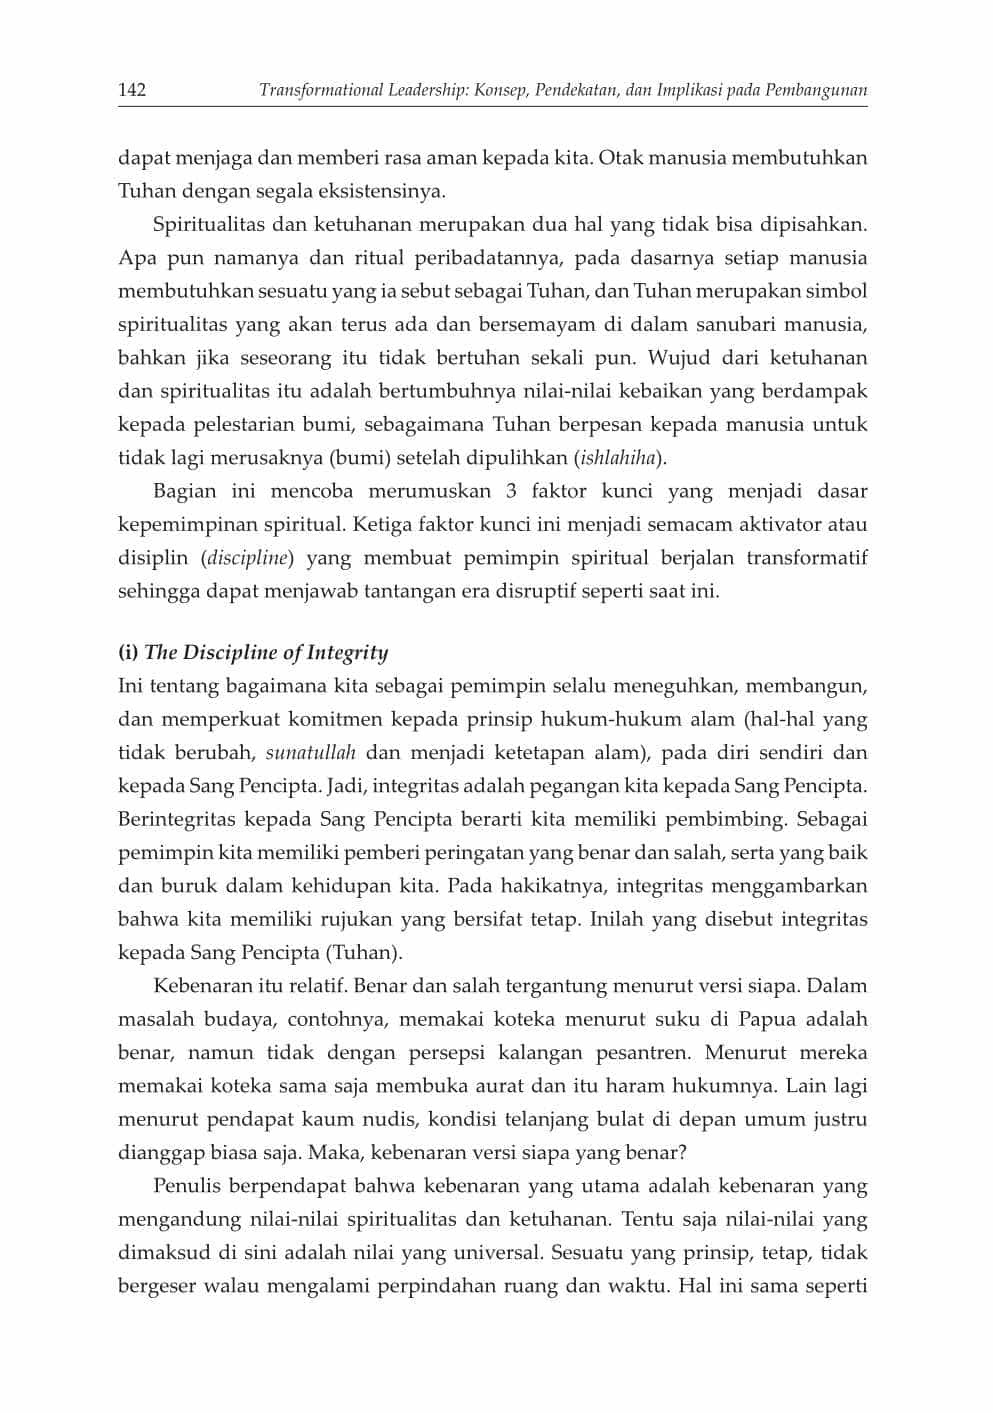 142 Transformational Leadership: Konsep, Pendekatan, dan Implikasi pada Pembangunan
dapat menjaga dan memberi rasa aman kepada kita. Otak manusia membutuhkan
Tuhan dengan segala eksistensinya.
Spiritualitas dan ketuhanan merupakan dua hal yang tidak bisa dipisahkan.
Apa pun namanya dan ritual peribadatannya, pada dasarnya setiap manusia
membutuhkan sesuatu yang ia sebut sebagai Tuhan, dan Tuhan merupakan simbol
spiritualitas yang akan terus ada dan bersemayam di dalam sanubari manusia,
bahkan jika seseorang itu tidak bertuhan sekali pun. Wujud dari ketuhanan
dan spiritualitas itu adalah bertumbuhnya nilai-nilai kebaikan yang berdampak
kepada pelestarian bumi, sebagaimana Tuhan berpesan kepada manusia untuk
tidak lagi merusaknya (bumi) setelah dipulihkan (ishlahiha).
Bagian ini mencoba merumuskan 3 faktor kunci yang menjadi dasar
kepemimpinan spiritual. Ketiga faktor kunci ini menjadi semacam aktivator atau
disiplin (discipline) yang membuat pemimpin spiritual berjalan transformatif
sehingga dapat menjawab tantangan era disruptif seperti saat ini.
(i) The Discipline of Integrity
Ini tentang bagaimana kita sebagai pemimpin selalu meneguhkan, membangun,
dan memperkuat komitmen kepada prinsip hukum-hukum alam (hal-hal yang
tidak berubah, sunatullah dan menjadi ketetapan alam), pada diri sendiri dan
kepada Sang Pencipta. Jadi, integritas adalah pegangan kita kepada Sang Pencipta.
Berintegritas kepada Sang Pencipta berarti kita memiliki pembimbing. Sebagai
pemimpin kita memiliki pemberi peringatan yang benar dan salah, serta yang baik
dan buruk dalam kehidupan kita. Pada hakikatnya, integritas menggambarkan
bahwa kita memiliki rujukan yang bersifat tetap. Inilah yang disebut integritas
kepada Sang Pencipta (Tuhan).
Kebenaran itu relatif. Benar dan salah tergantung menurut versi siapa. Dalam
masalah budaya, contohnya, memakai koteka menurut suku di Papua adalah
benar, namun tidak dengan persepsi kalangan pesantren. Menurut mereka
memakai koteka sama saja membuka aurat dan itu haram hukumnya. Lain lagi
menurut pendapat kaum nudis, kondisi telanjang bulat di depan umum justru
dianggap biasa saja. Maka, kebenaran versi siapa yang benar?
Penulis berpendapat bahwa kebenaran yang utama adalah kebenaran yang
mengandung nilai-nilai spiritualitas dan ketuhanan. Tentu saja nilai-nilai yang
dimaksud di sini adalah nilai yang universal. Sesuatu yang prinsip, tetap, tidak
bergeser walau mengalami perpindahan ruang dan waktu. Hal ini sama seperti